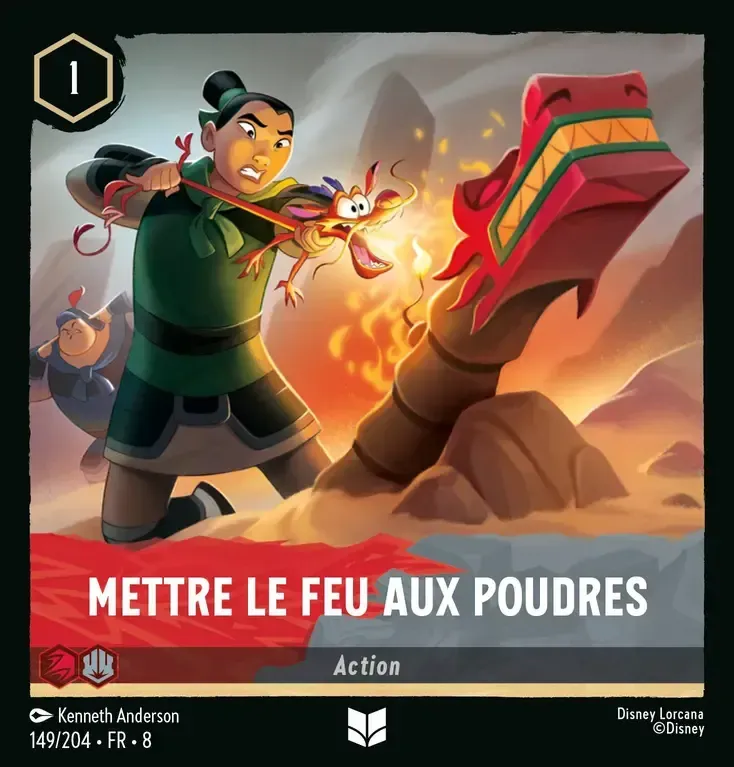 1
METTRE LE FEU AUX POUDRES
Action
Kenneth Anderson
Disney Lorcana
149/204 • FR • 8
©Disney